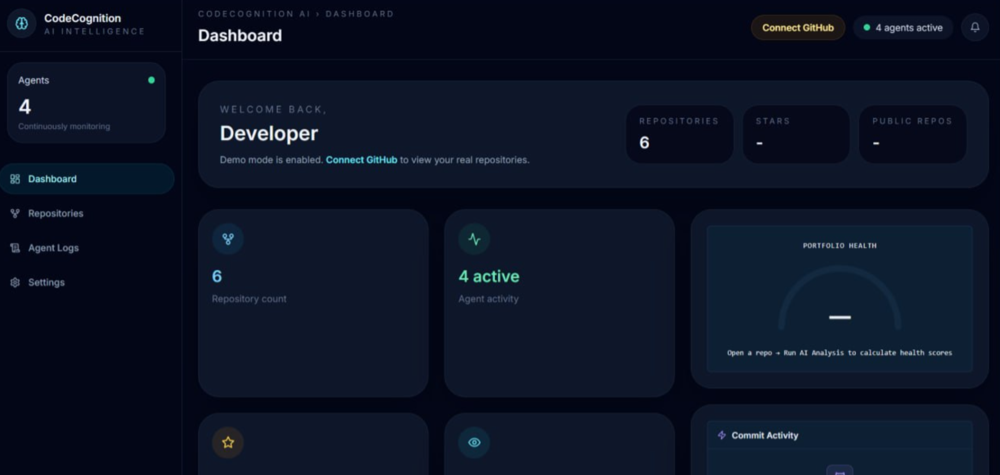 CodeCognition
AI INTELLIGENCE
Agents
4
Continuously monitoring
Dashboard
Repositories
Agent Logs
Settings
CODECOGNITION AI › DASHBOARD
Dashboard
Connect GitHub
4 agents active
WELCOME BACK,
Developer
Demo mode is enabled. Connect GitHub to view your real repositories.
REPOSITORIES
6
STARS
-
PUBLIC REPOS
-
6
Repository count
4 active
Agent activity
PORTFOLIO HEALTH
—
Open a repo → Run AI Analysis to calculate health scores
Commit Activity